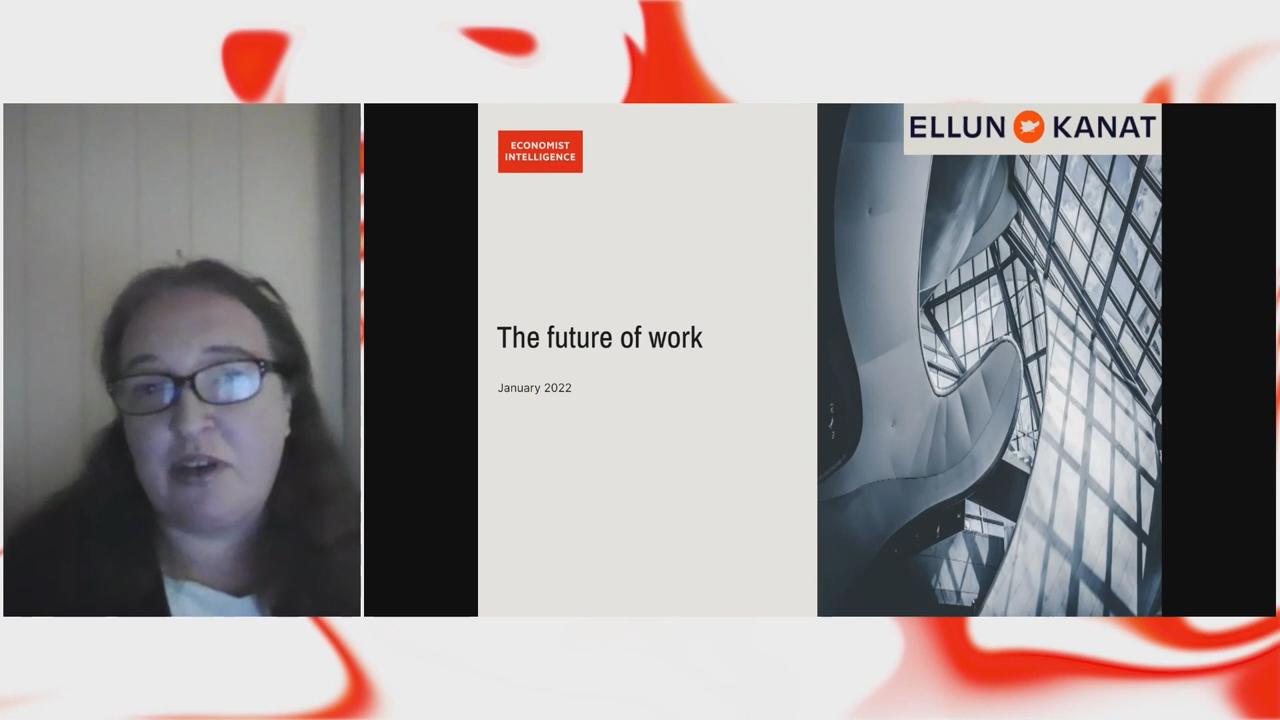 ECONOMIST
INTELLIGENCE
ELLUN KANAT
The future of work
January 2022